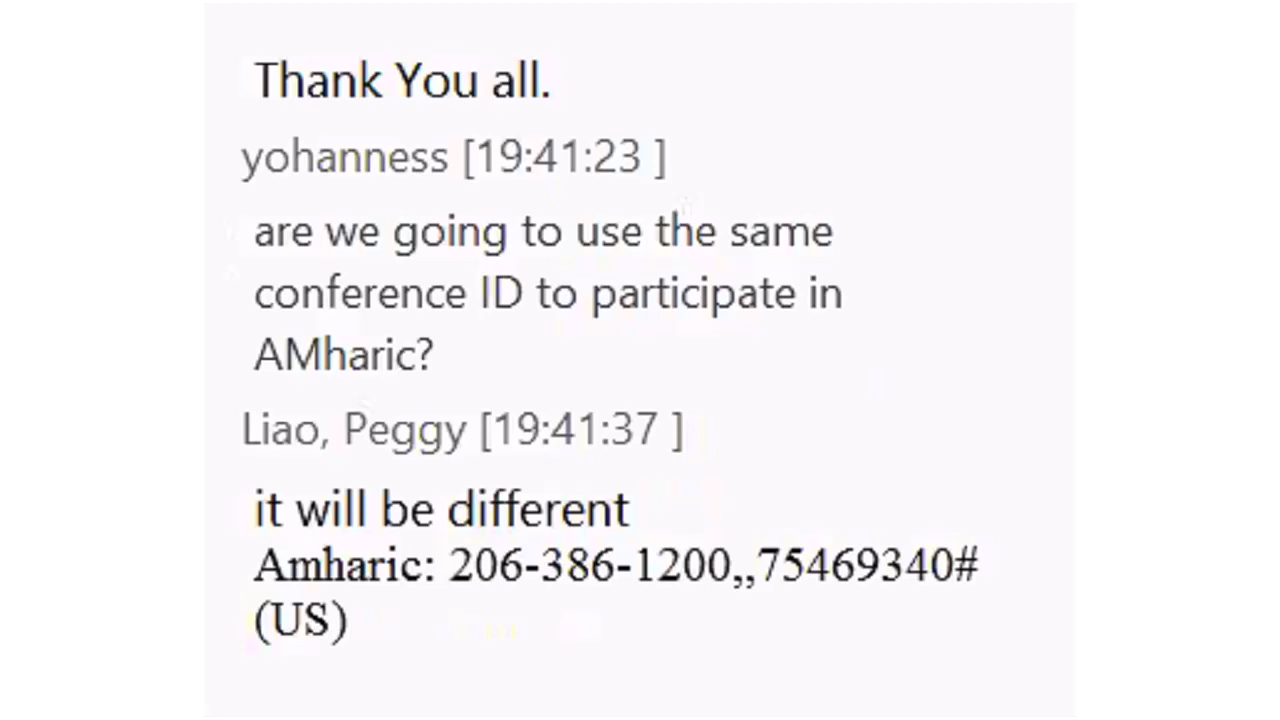 Thank You all.
yohanness [19:41:23 ]
are we going to use the same
conference ID to participate in
AMharic?
Liao, Peggy [19:41:37 ]
it will be different
Amharic: 206-386-1200,,75469340#
(US)